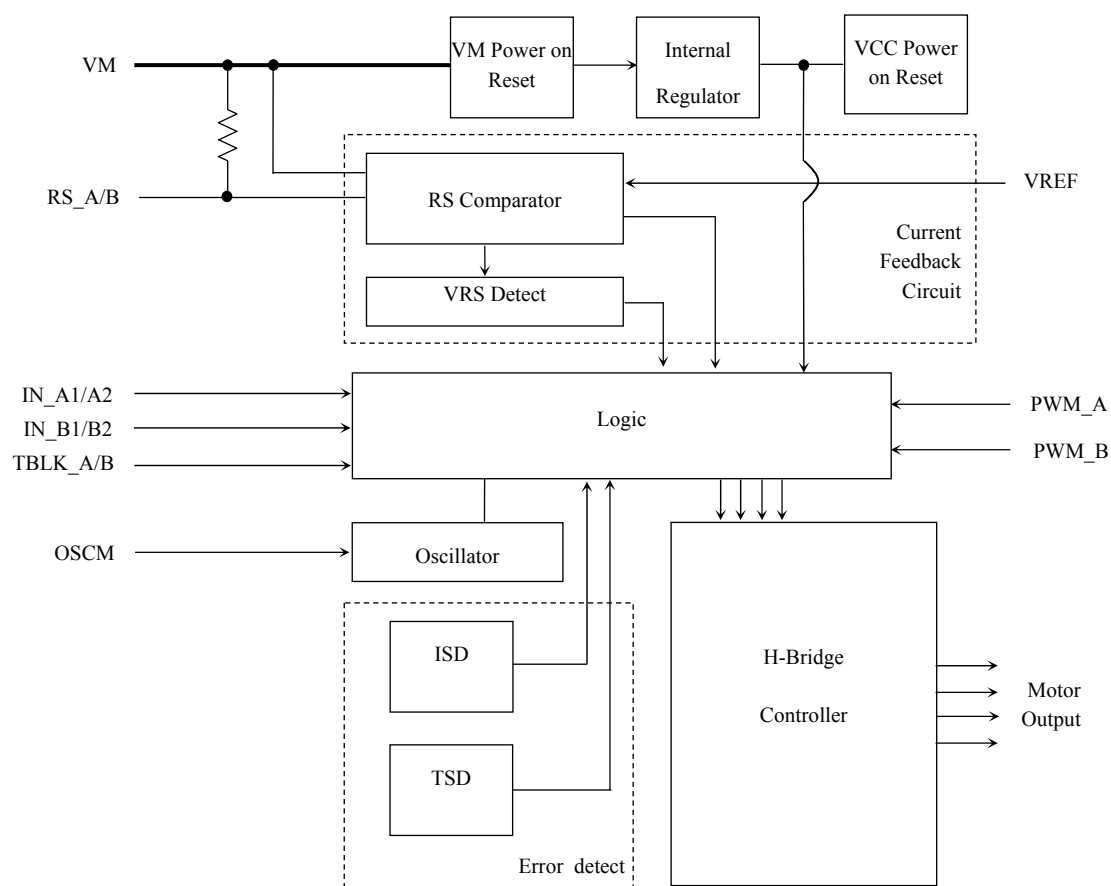 VM
VM Power on
Reset
Internal
Regulator
VCC Power
on Reset
RS_A/B
RS Comparator
VREF
Current
Feedback
Circuit
VRS Detect
IN_A1/A2
IN_B1/B2
TBLK_A/B
Logic
PWM_A
PWM_B
OSCM
Oscillator
ISD
TSD
Error detect
H-Bridge
Controller
Motor
Output